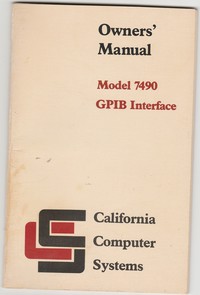 Owners'
Manual
Model 7490
GPIB Interface
California
Computer
Systems